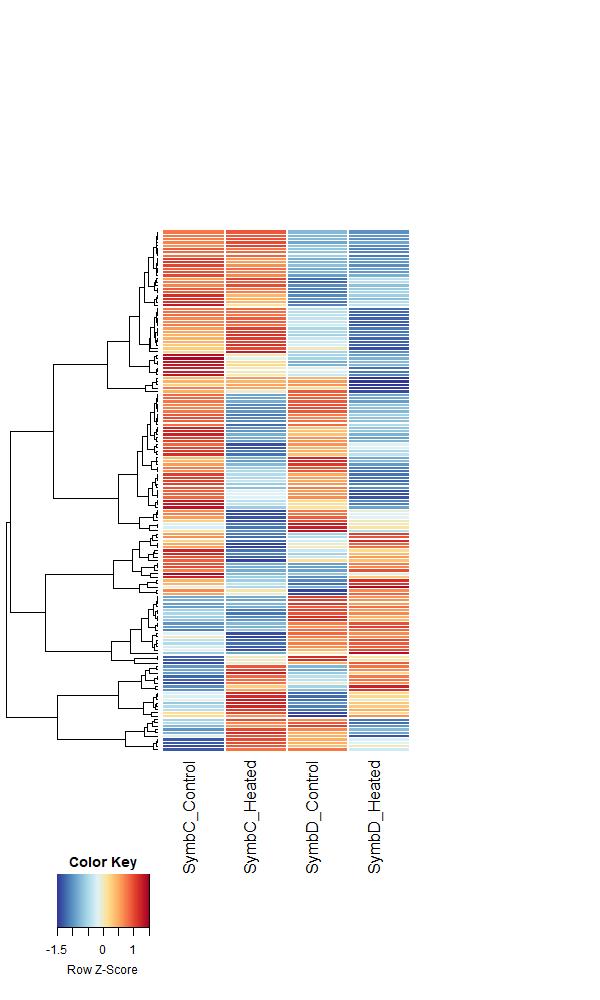 SymbC_Control
SymbC_Heated
SymbD_Control
SymbD_Heated
Color Key
-1.5 0 1
Row Z-Score